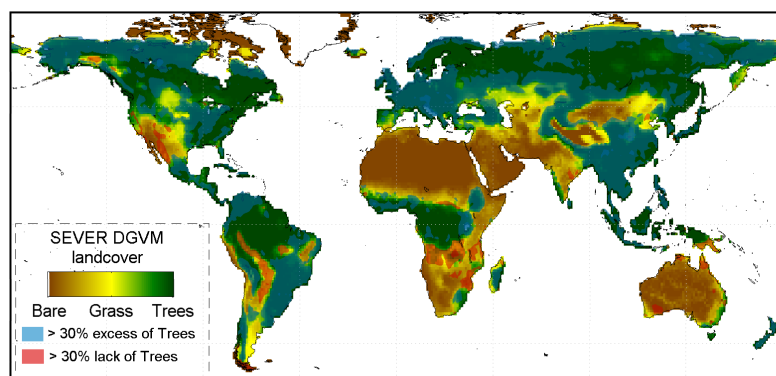 SEVER DGVM
landcover
Bare Grass Trees
> 30% excess of Trees
> 30% lack of Trees